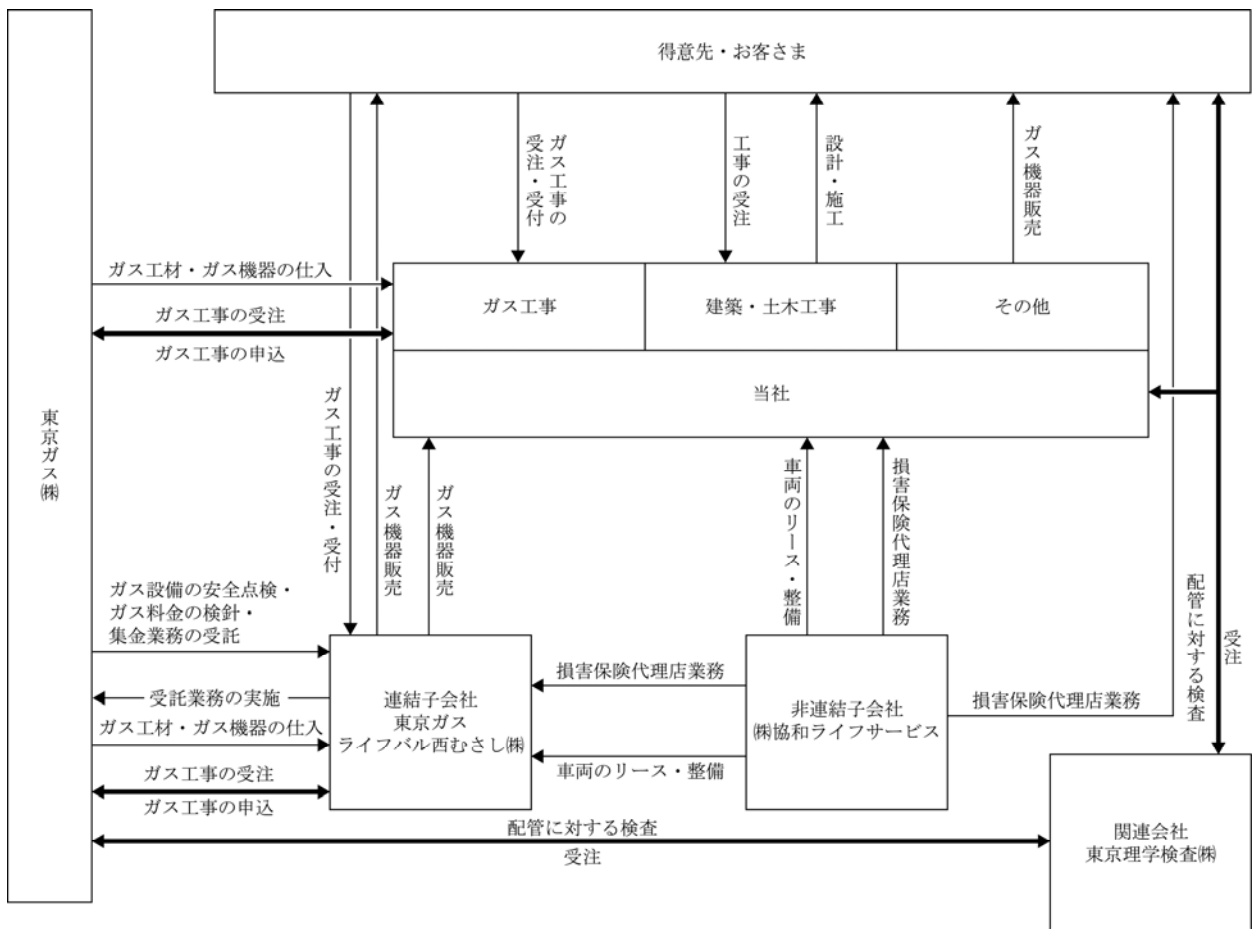 得意先・お客さま
ガス工事の
受注・受付
工事の受注
設計・施工
ガス機器販売
ガス工材・ガス機器の仕入
ガス工事の受注
ガス工事の申込
ガス工事
建築・土木工事
その他
当社
東京ガス㈱
ガス工事の受注・受付
ガス機器販売
ガス機器販売
車両のリース・整備
損害保険代理店業務
配管に対する検査
受注
ガス設備の安全点検・
ガス料金の検針・
集金業務の受託
受託業務の実施
ガス工材・ガス機器の仕入
ガス工事の受注
ガス工事の申込
連結子会社
東京ガス
ライフバル西むさし㈱
損害保険代理店業務
車両のリース・整備
非連結子会社
㈱協和ライフサービス
損害保険代理店業務
配管に対する検査
受注
関連会社
東京理学検査㈱